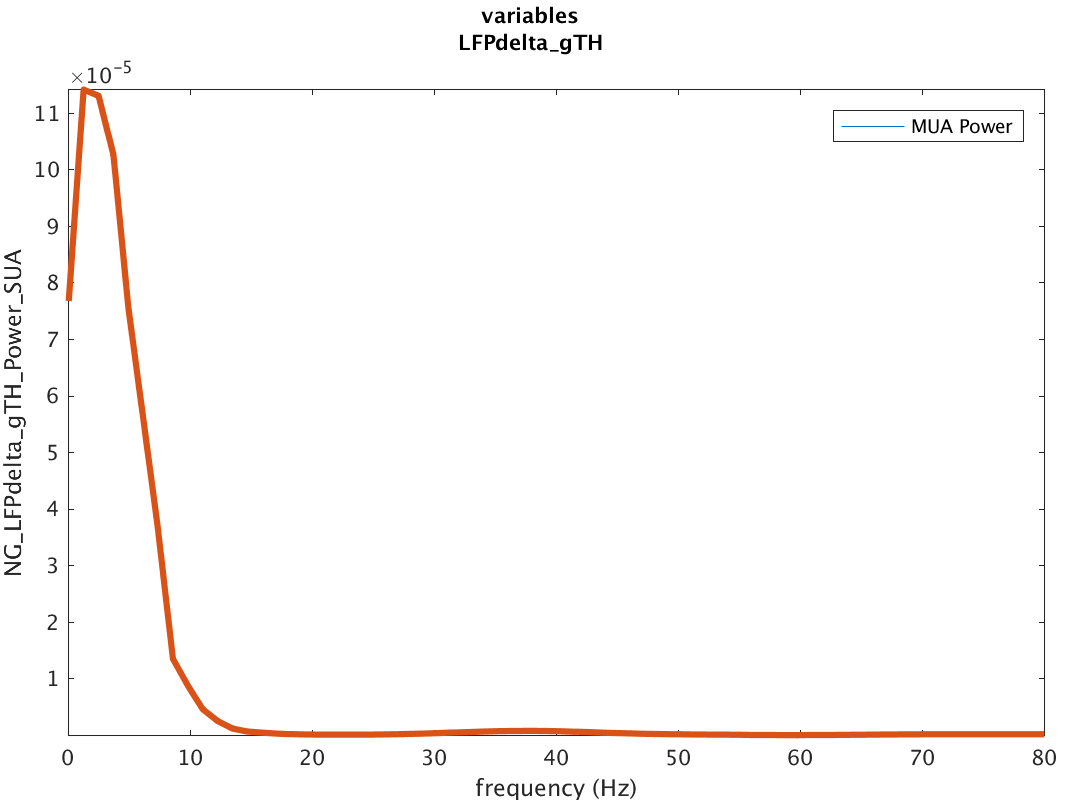 variables
LFPdelta_gTH
×10⁻⁵
MUA Power
11
10
9
8
7
6
5
4
3
2
1
NG_LFPdelta_gTH_Power_SUA
0 10 20 30 40 50 60 70 80
frequency (Hz)